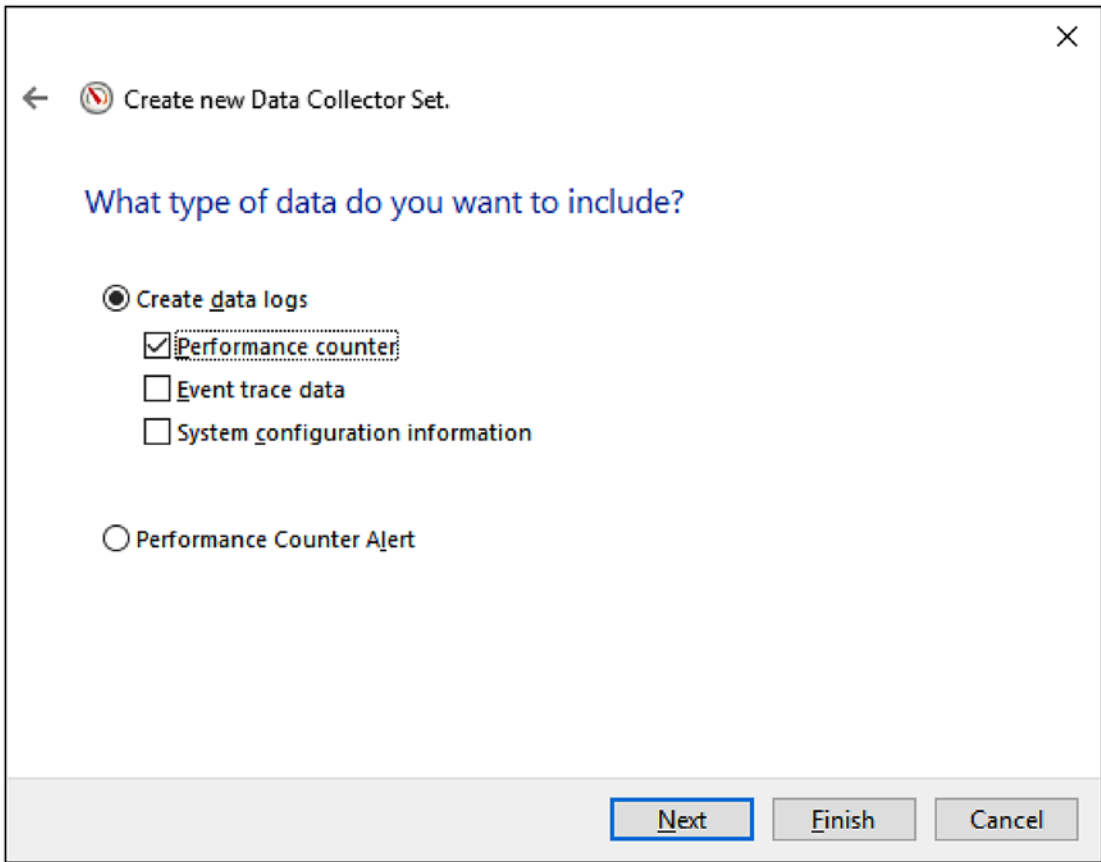 Create new Data Collector Set.
What type of data do you want to include?
Create data logs
Performance counter
Event trace data
System configuration information
Performance Counter Alert
Next Finish Cancel